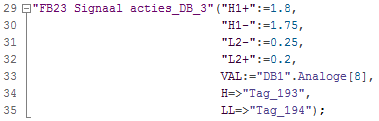 29 "FB23 Signaal acties_DB_3"("H1+":=1.8,
30 "H1-":=1.75,
31 "L2-":=0.25,
32 "L2+":=0.2,
33 VAL:="DB1".Analoge[8],
34 H=>"Tag_193",
35 LL=>"Tag_194");